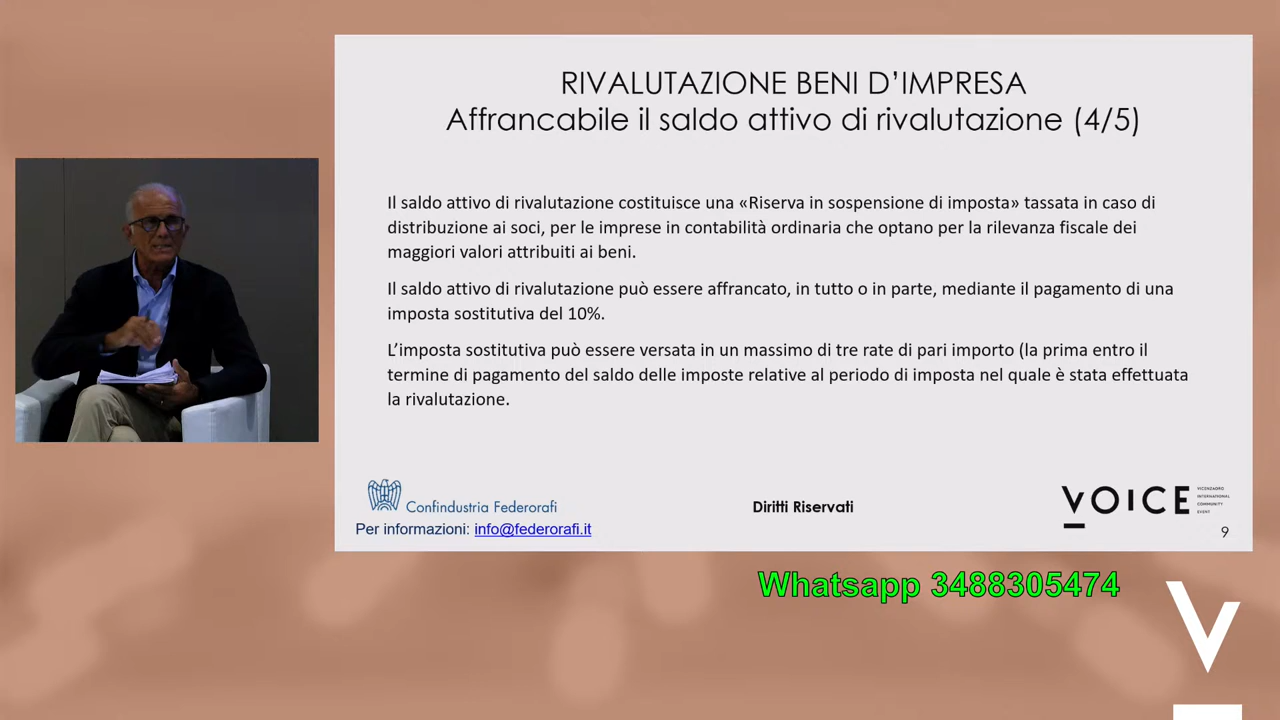 RIVALUTAZIONE BENI D’IMPRESA
Affrancabile il saldo attivo di rivalutazione (4/5)
Il saldo attivo di rivalutazione costituisce una «Riserva in sospensione di imposta» tassata in caso di
distribuzione ai soci, per le imprese in contabilità ordinaria che optano per la rilevanza fiscale dei
maggiori valori attribuiti ai beni.
Il saldo attivo di rivalutazione può essere affrancato, in tutto o in parte, mediante il pagamento di una
imposta sostitutiva del 10%.
L’imposta sostitutiva può essere versata in un massimo di tre rate di pari importo (la prima entro il
termine di pagamento del saldo delle imposte relative al periodo di imposta nel quale è stata effettuata
la rivalutazione.
Confindustria Federorafi
Per informazioni: info@federorafi.it
Diritti Riservati
VOICE
VICENZAORO
INTERNATIONAL
COMMUNITY
EVENT
9
Whatsapp 3488305474
V